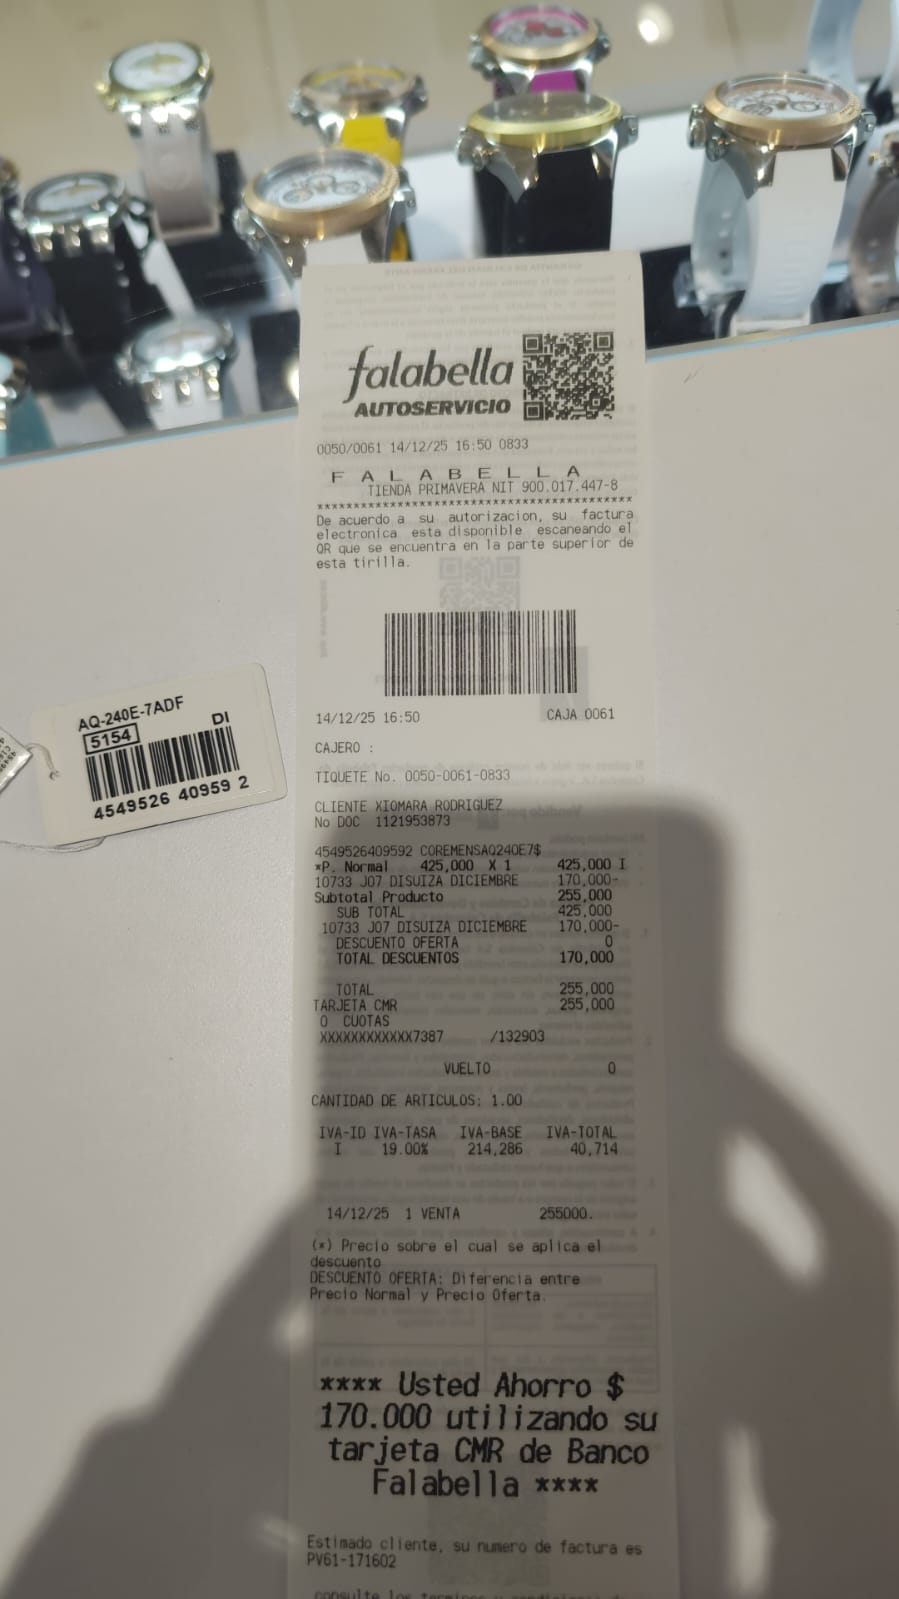 falabella
AUTOSERVICIO
0050/0061 14/12/25 16:50 0833
F A L A B E L L A
TIENDA PRIMAVERA NIT 900.017.447-8
*****************************************
De acuerdo a su autorizacion, su factura
electronica esta disponible escaneando el
QR que se encuentra en la parte superior de
esta tirilla.
14/12/25 16:50 CAJA 0061
CAJERO :
TIQUETE No. 0050-0061-0833
CLIENTE XIOMARA RODRIGUEZ
No DOC 1121953873
4549526409592 COREMENSAQ240E7$
*P. Normal 425,000 X 1 425,000 I
10733 J07 DISUIZA DICIEMBRE 170,000-
Subtotal Producto 255,000
SUB TOTAL 425,000
10733 J07 DISUIZA DICIEMBRE 170,000-
DESCUENTO OFERTA 0
TOTAL DESCUENTOS 170,000
TOTAL 255,000
TARJETA CMR 255,000
0 CUOTAS
XXXXXXXXXXXX7387 /132903
VUELTO 0
CANTIDAD DE ARTICULOS: 1.00
IVA-ID IVA-TASA IVA-BASE IVA-TOTAL
I 19.00% 214,286 40,714
14/12/25 1 VENTA 255000.
(*) Precio sobre el cual se aplica el
descuento
DESCUENTO OFERTA: Diferencia entre
Precio Normal y Precio Oferta.
**** Usted Ahorro $
170.000 utilizando su
tarjeta CMR de Banco
Falabella ****
Estimado cliente, su numero de factura es
PV61-171602
consulte los terminos y condiciones de
AQ-240E-7ADF
5154 DI
4549526 40959 2